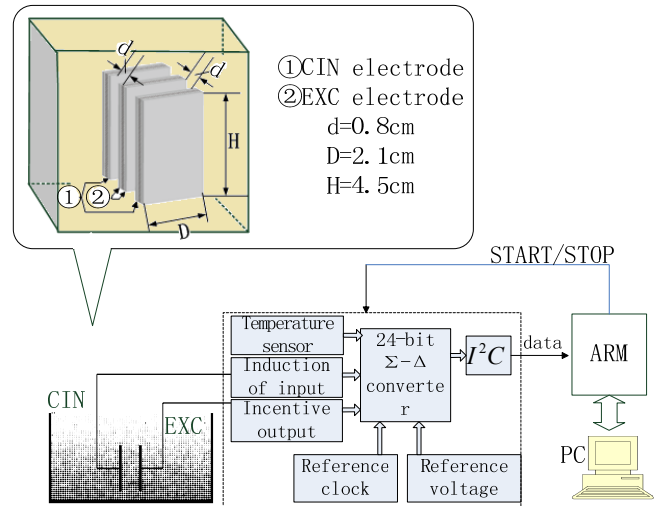 d
d
①CIN electrode
②EXC electrode
d=0.8cm
D=2.1cm
H=4.5cm
H
① ②
D
START/STOP
Temperature
sensor
Induction
of input
Incentive
output
24-bit
Σ-Δ
converte
r
I²C
data
ARM
CIN
EXC
PC
Reference
clock
Reference
voltage